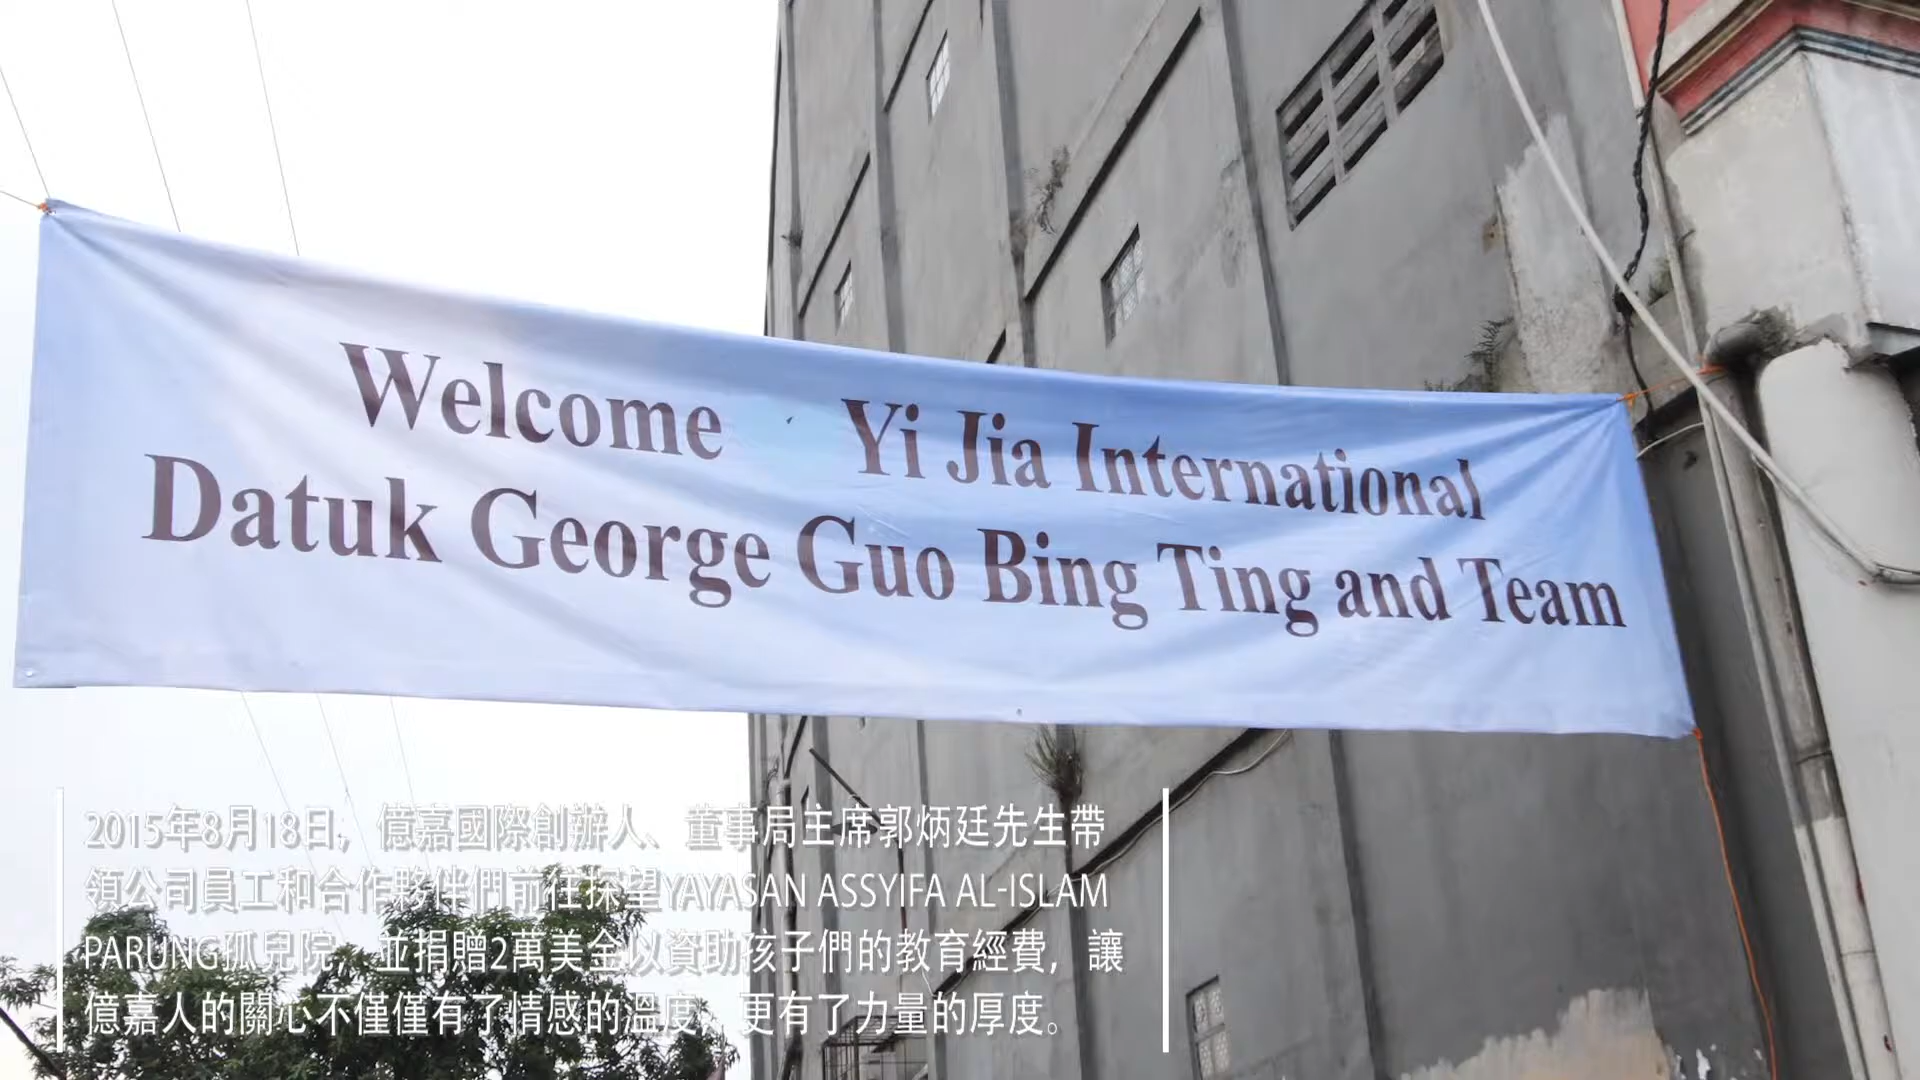 Welcome Yi Jia International
Datuk George Guo Bing Ting and Team
2015年8月18日，億嘉國際創辦人、董事局主席郭炳廷先生帶
領公司員工和合作夥伴們前往探望YAYASAN ASSYIFA AL-ISLAM
PARUNG孤兒院，並捐贈2萬美金以資助孩子們的教育經費，讓
億嘉人的關心不僅僅有了情感的溫度，更有了力量的厚度。